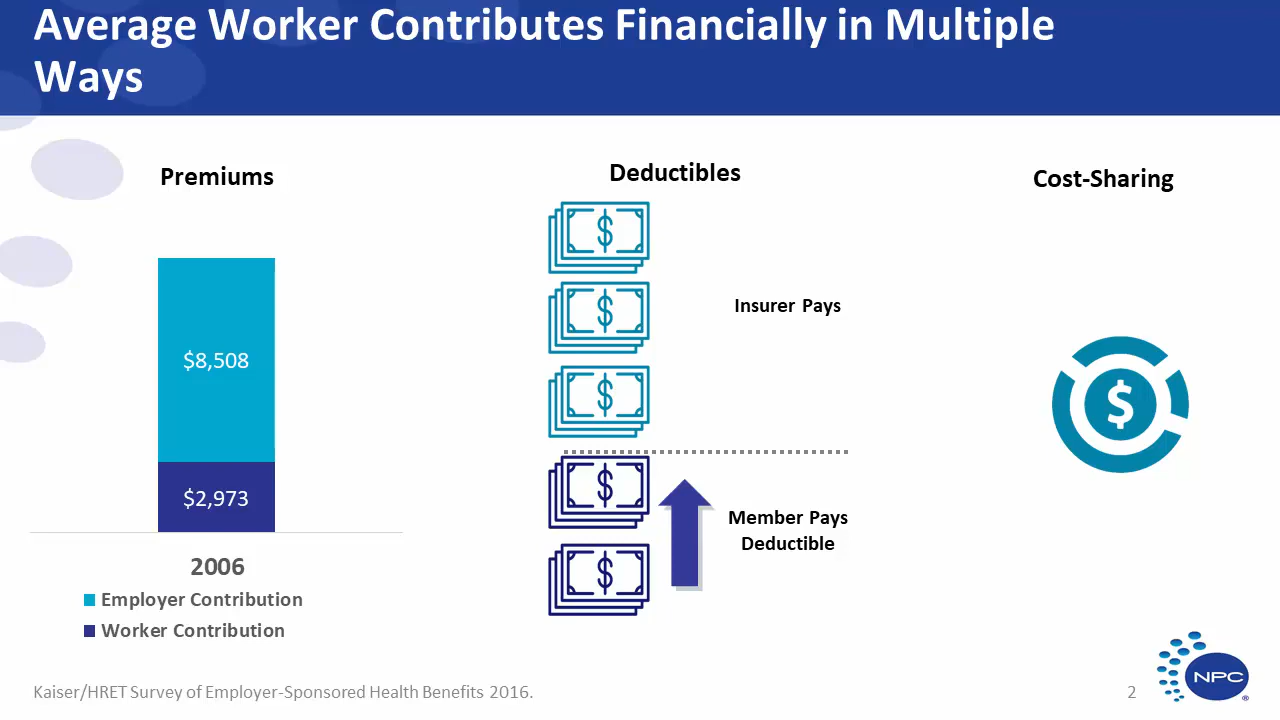 Average Worker Contributes Financially in Multiple
Ways
Premiums
$8,508
$2,973
2006
Employer Contribution
Worker Contribution
Deductibles
$
$
$
$
$
Insurer Pays
Member Pays
Deductible
Cost-Sharing
$
Kaiser/HRET Survey of Employer-Sponsored Health Benefits 2016.
2
NPC
®